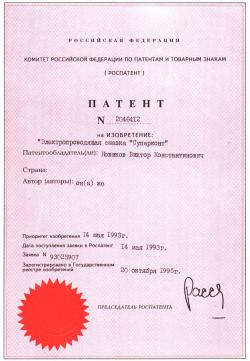 РОССИЙСКАЯ ФЕДЕРАЦИЯ
КОМИТЕТ РОССИЙСКОЙ ФЕДЕРАЦИИ ПО ПАТЕНТАМ И ТОВАРНЫМ ЗНАКАМ
(РОСПАТЕНТ)
ПАТЕНТ
N 2046412
на ИЗОБРЕТЕНИЕ:
"Электропроводящая смазка "Суперконт"
Патентообладатель(ли): Новиков Виктор Константинович
Страна:
Автор (авторы): он(а) же
Приоритет изобретения 14 мая 1993г.
Дата поступления заявки в Роспатент 14 мая 1993г.
Заявка N 93025907
Зарегистрировано в Государственном
реестре изобретений 20 октября 1995г.
ПРЕДСЕДАТЕЛЬ РОСПАТЕНТА